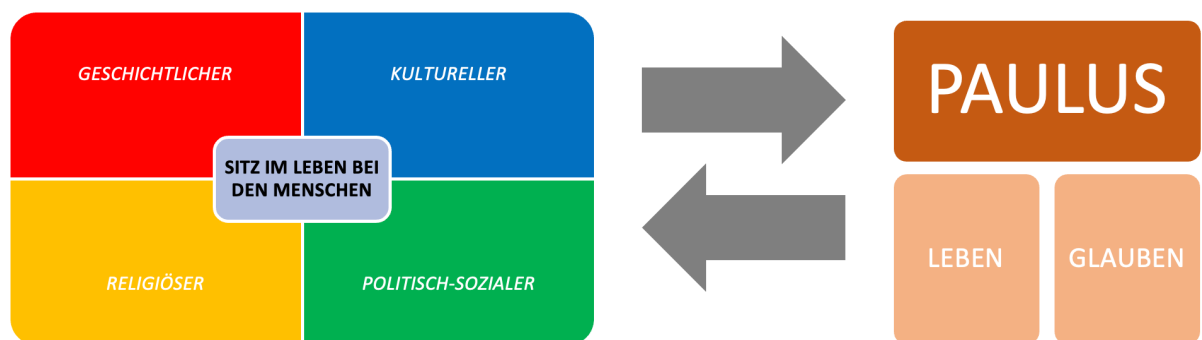 GESCHICHTLICHER
KULTURELLER
SITZ IM LEBEN BEI
DEN MENSCHEN
RELIGIÖSER
POLITISCH-SOZIALER
PAULUS
LEBEN
GLAUBEN